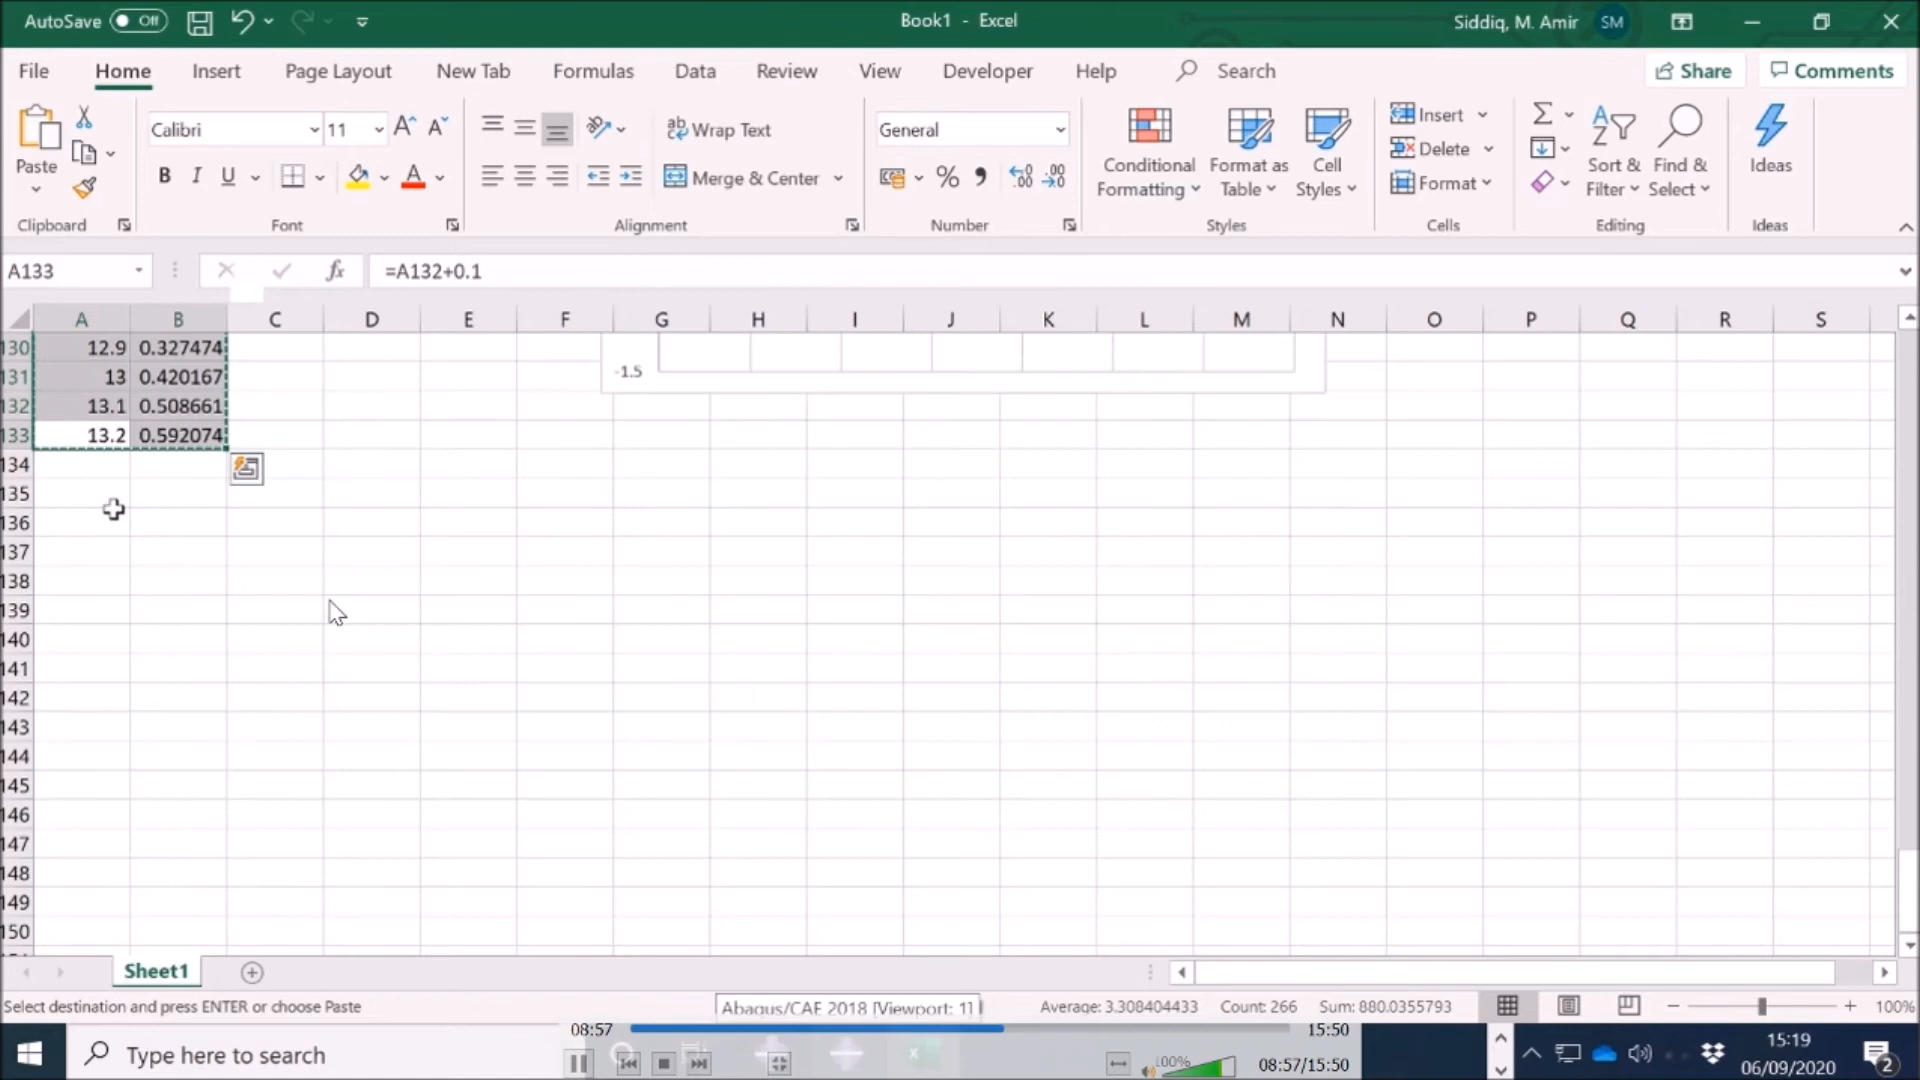 AutoSave Off Book1 - Excel Siddiq, M. Amir SM
File Home Insert Page Layout New Tab Formulas Data Review View Developer Help Search Share Comments
Paste Calibri 11 Wrap Text General Conditional Formatting Format as Table Cell Styles Insert Delete Format Sort & Filter Find & Select Ideas
B I U A Merge & Center %
Clipboard Font Alignment Number Styles Cells Editing Ideas
A133 fx =A132+0.1
A B C D E F G H I J K L M N O P Q R S
130 12.9 0.327474
131 13 0.420167 -1.5
132 13.1 0.508661
133 13.2 0.592074
134
135
136
137
138
139
140
141
142
143
144
145
146
147
148
149
150
Sheet1
Select destination and press ENTER or choose Paste Abaqus/CAE 2018 [Viewport: 1] Average: 3.308404433 Count: 266 Sum: 880.0355793 100%
08:57 15:50
Type here to search 100% 08:57/15:50 15:19
06/09/2020 2